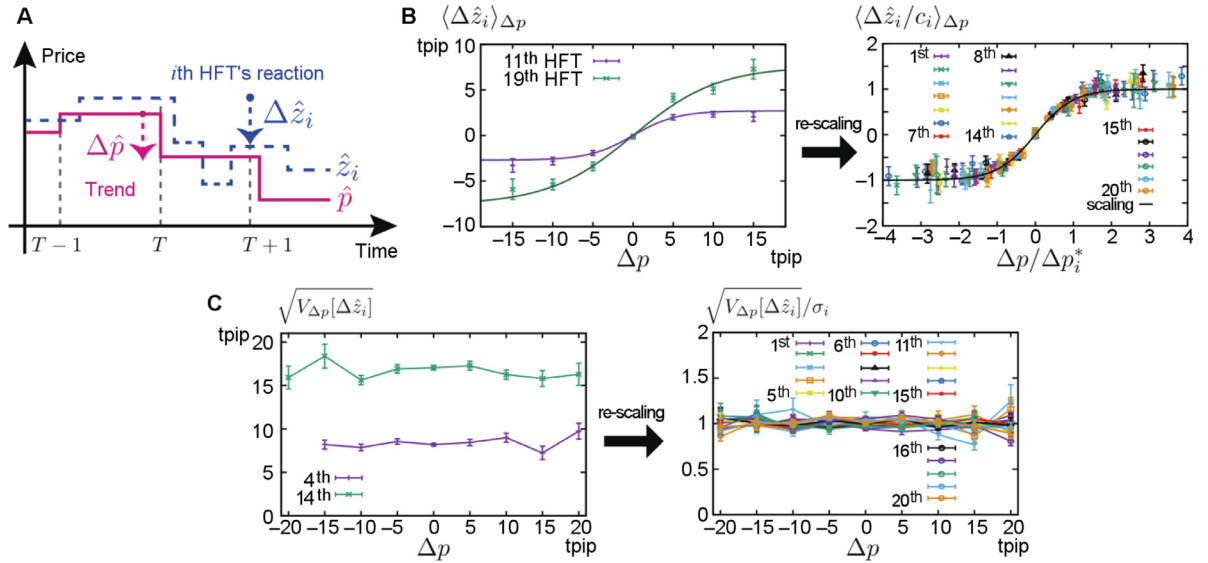 A
Price
ith HFT's reaction
Δẑᵢ
Δp̂
Trend
ẑᵢ
p̂
T − 1
T
T + 1
Time
B
⟨Δẑᵢ⟩Δp
tpip
10
5
0
−5
−10
11th HFT
19th HFT
−15 −10 −5 0 5 10 15
Δp
tpip
re-scaling
⟨Δẑᵢ/cᵢ⟩Δp
2
1
0
−1
−2
1st
7th
8th
14th
15th
20th
scaling
−4 −3 −2 −1 0 1 2 3 4
Δp/Δpᵢ*
C
√V_Δp[Δẑᵢ]
tpip
20
15
10
5
0
4th
14th
−20 −15 −10 −5 0 5 10 15 20
Δp
tpip
re-scaling
√V_Δp[Δẑᵢ]/σᵢ
2
1.5
1
0.5
0
1st
5th
6th
10th
11th
15th
16th
20th
−20 −15 −10 −5 0 5 10 15 20
Δp
tpip